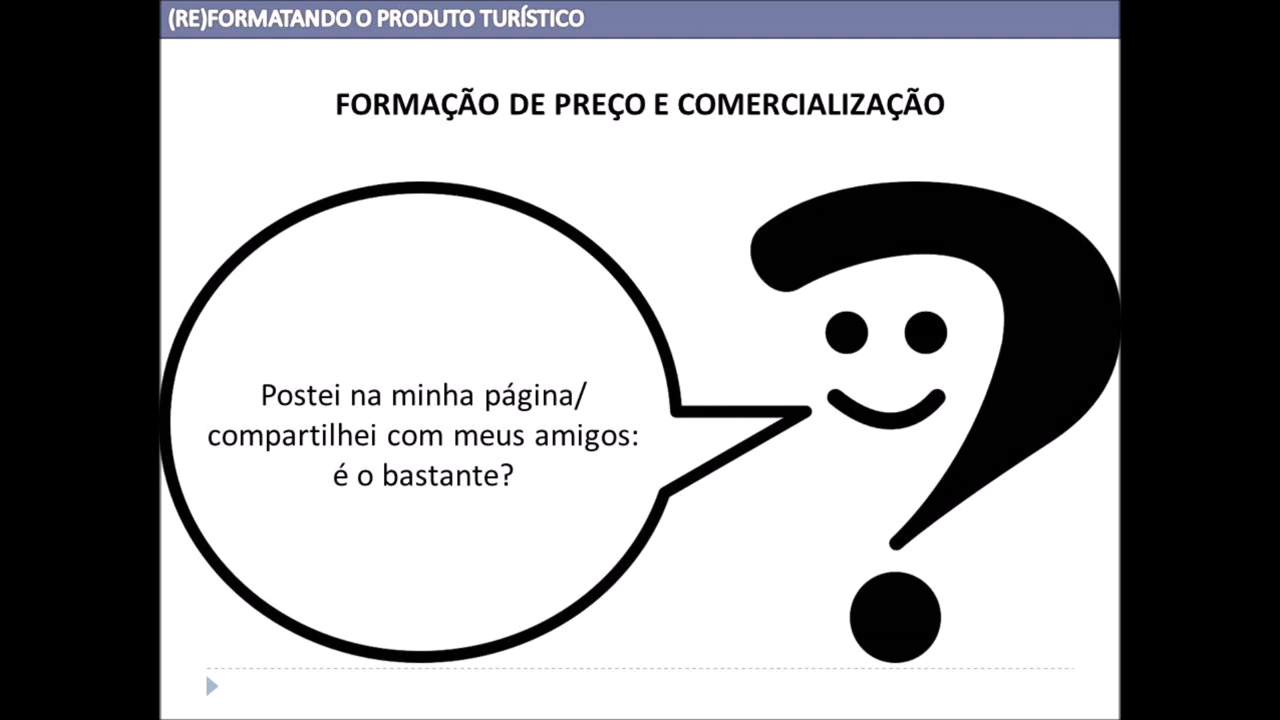 (RE)FORMATANDO O PRODUTO TURÍSTICO
FORMAÇÃO DE PREÇO E COMERCIALIZAÇÃO
Postei na minha página/
compartilhei com meus amigos:
é o bastante?